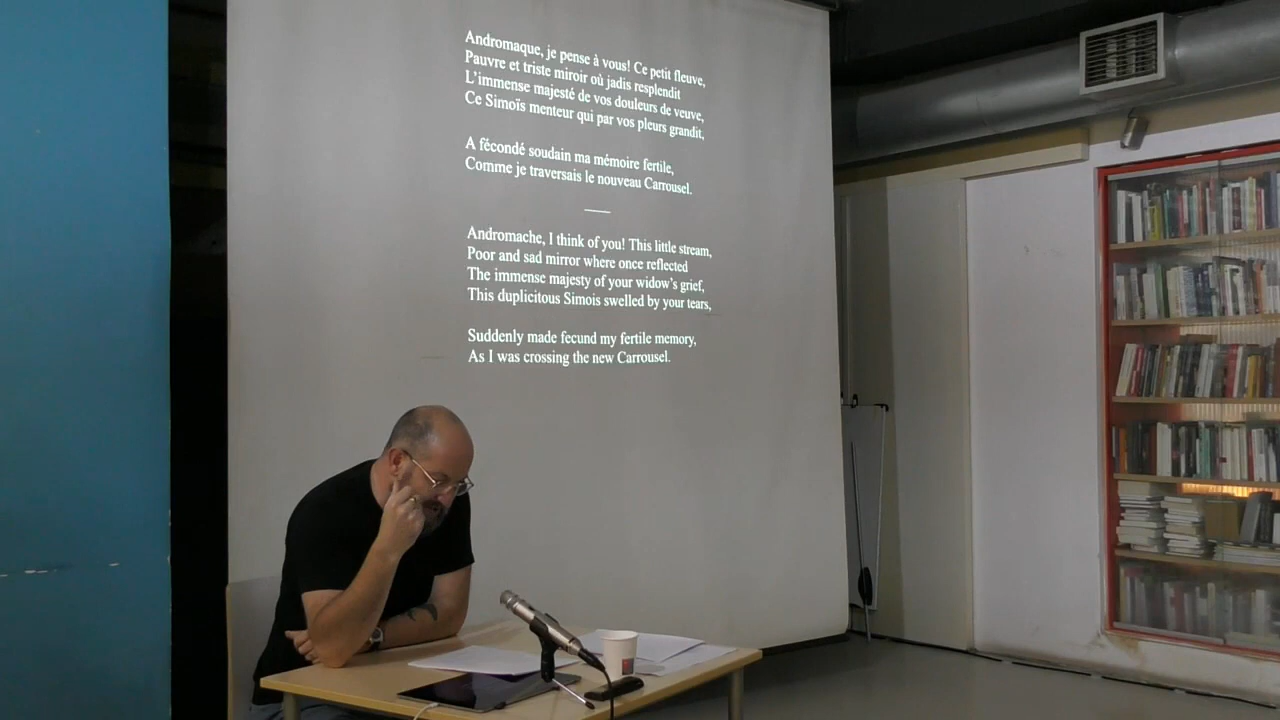 Andromaque, je pense à vous! Ce petit fleuve,
Pauvre et triste miroir où jadis resplendit
L'immense majesté de vos douleurs de veuve,
Ce Simoïs menteur qui par vos pleurs grandit,
A fécondé soudain ma mémoire fertile,
Comme je traversais le nouveau Carrousel.
Andromache, I think of you! This little stream,
Poor and sad mirror where once reflected
The immense majesty of your widow's grief,
This duplicitous Simois swelled by your tears,
Suddenly made fecund my fertile memory,
As I was crossing the new Carrousel.